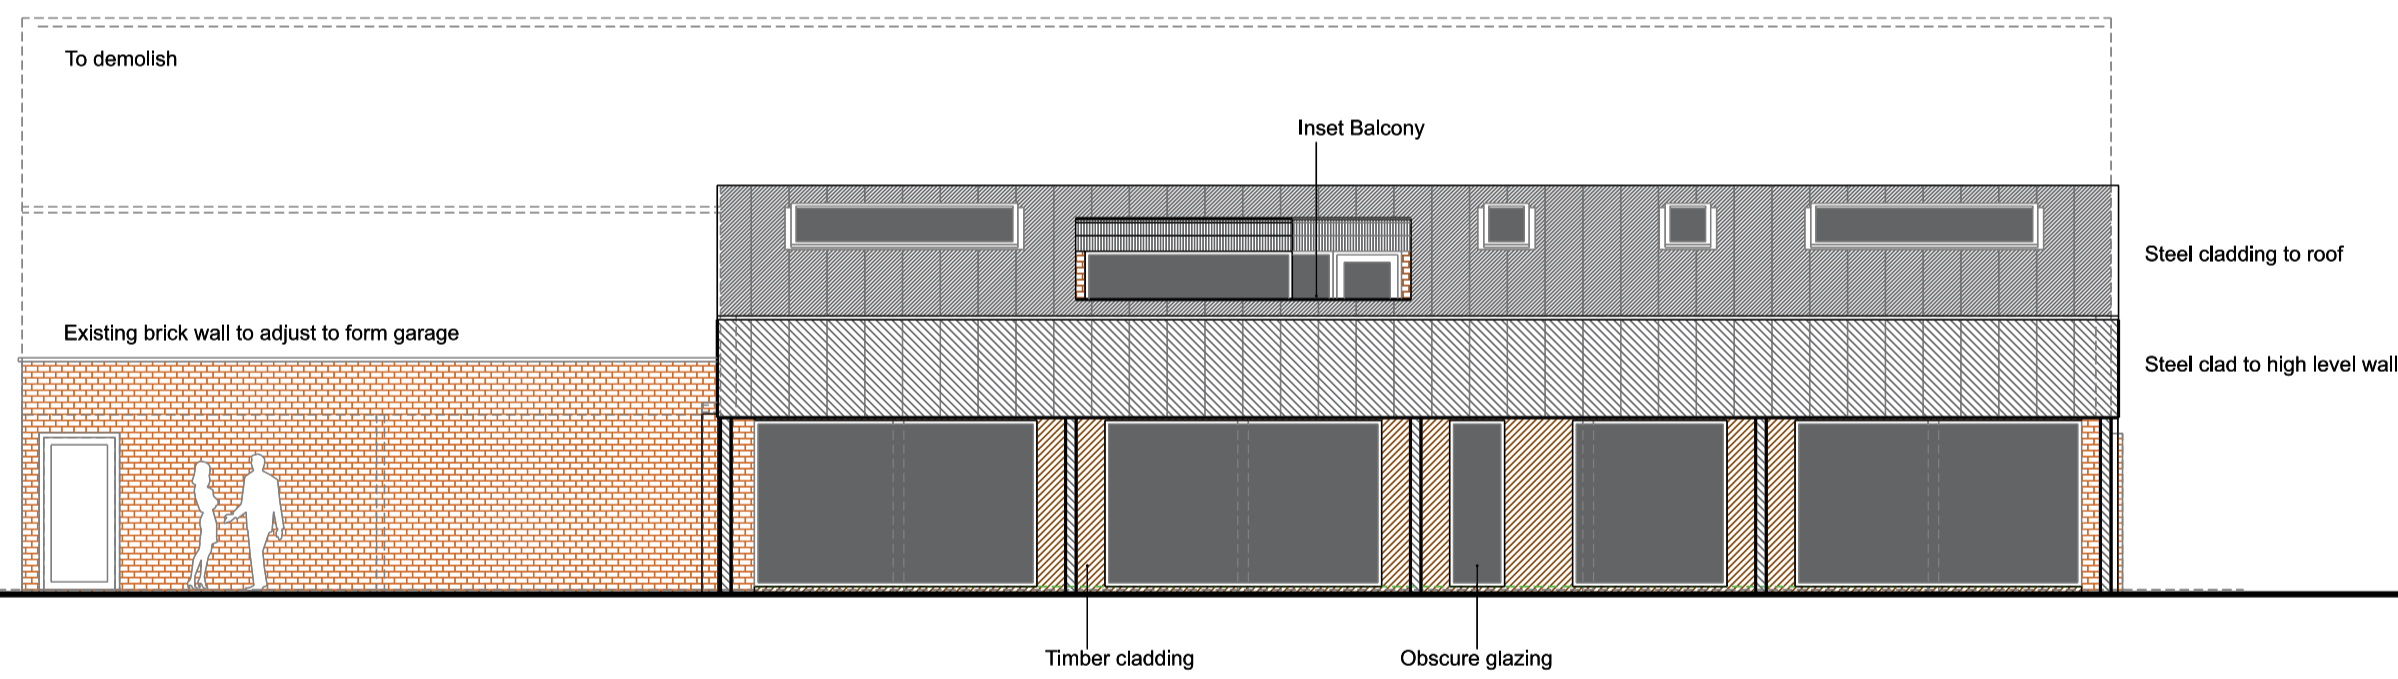 To demolish
Inset Balcony
Steel cladding to roof
Existing brick wall to adjust to form garage
Steel clad to high level wall
Timber cladding
Obscure glazing